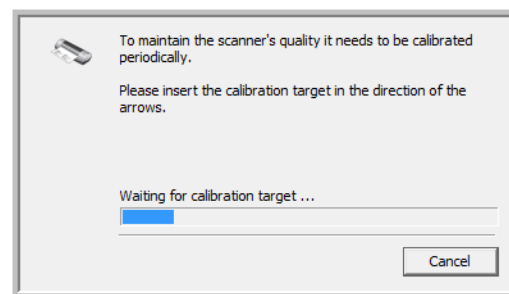 To maintain the scanner's quality it needs to be calibrated
periodically.
Please insert the calibration target in the direction of the
arrows.
Waiting for calibration target ...
Cancel